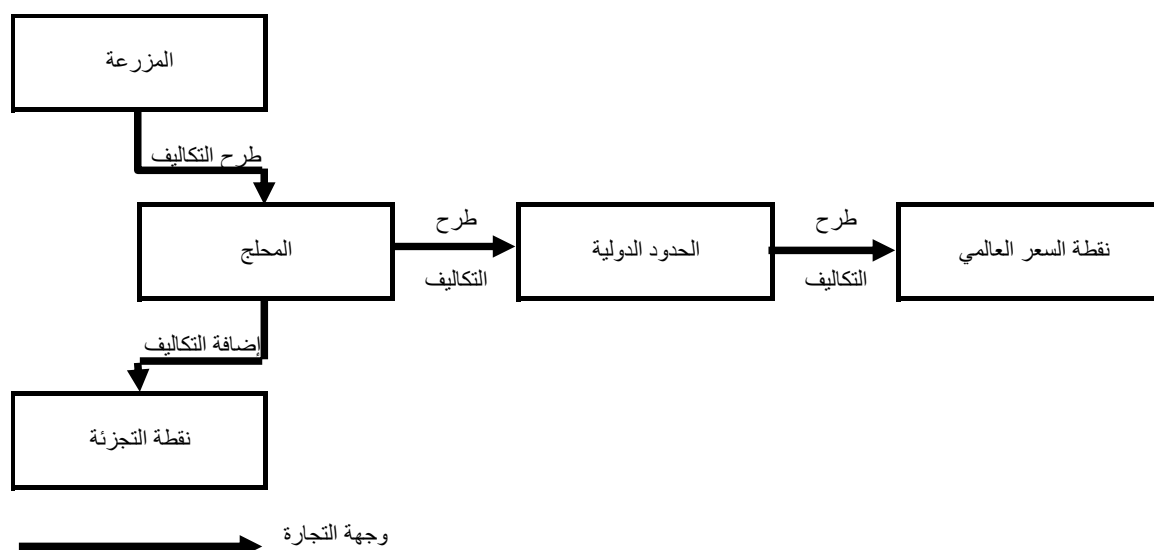 المزرعة
طرح التكاليف
المحلج
طرح
التكاليف
الحدود الدولية
طرح
التكاليف
نقطة السعر العالمي
إضافة التكاليف
نقطة التجزئة
وجهة التجارة